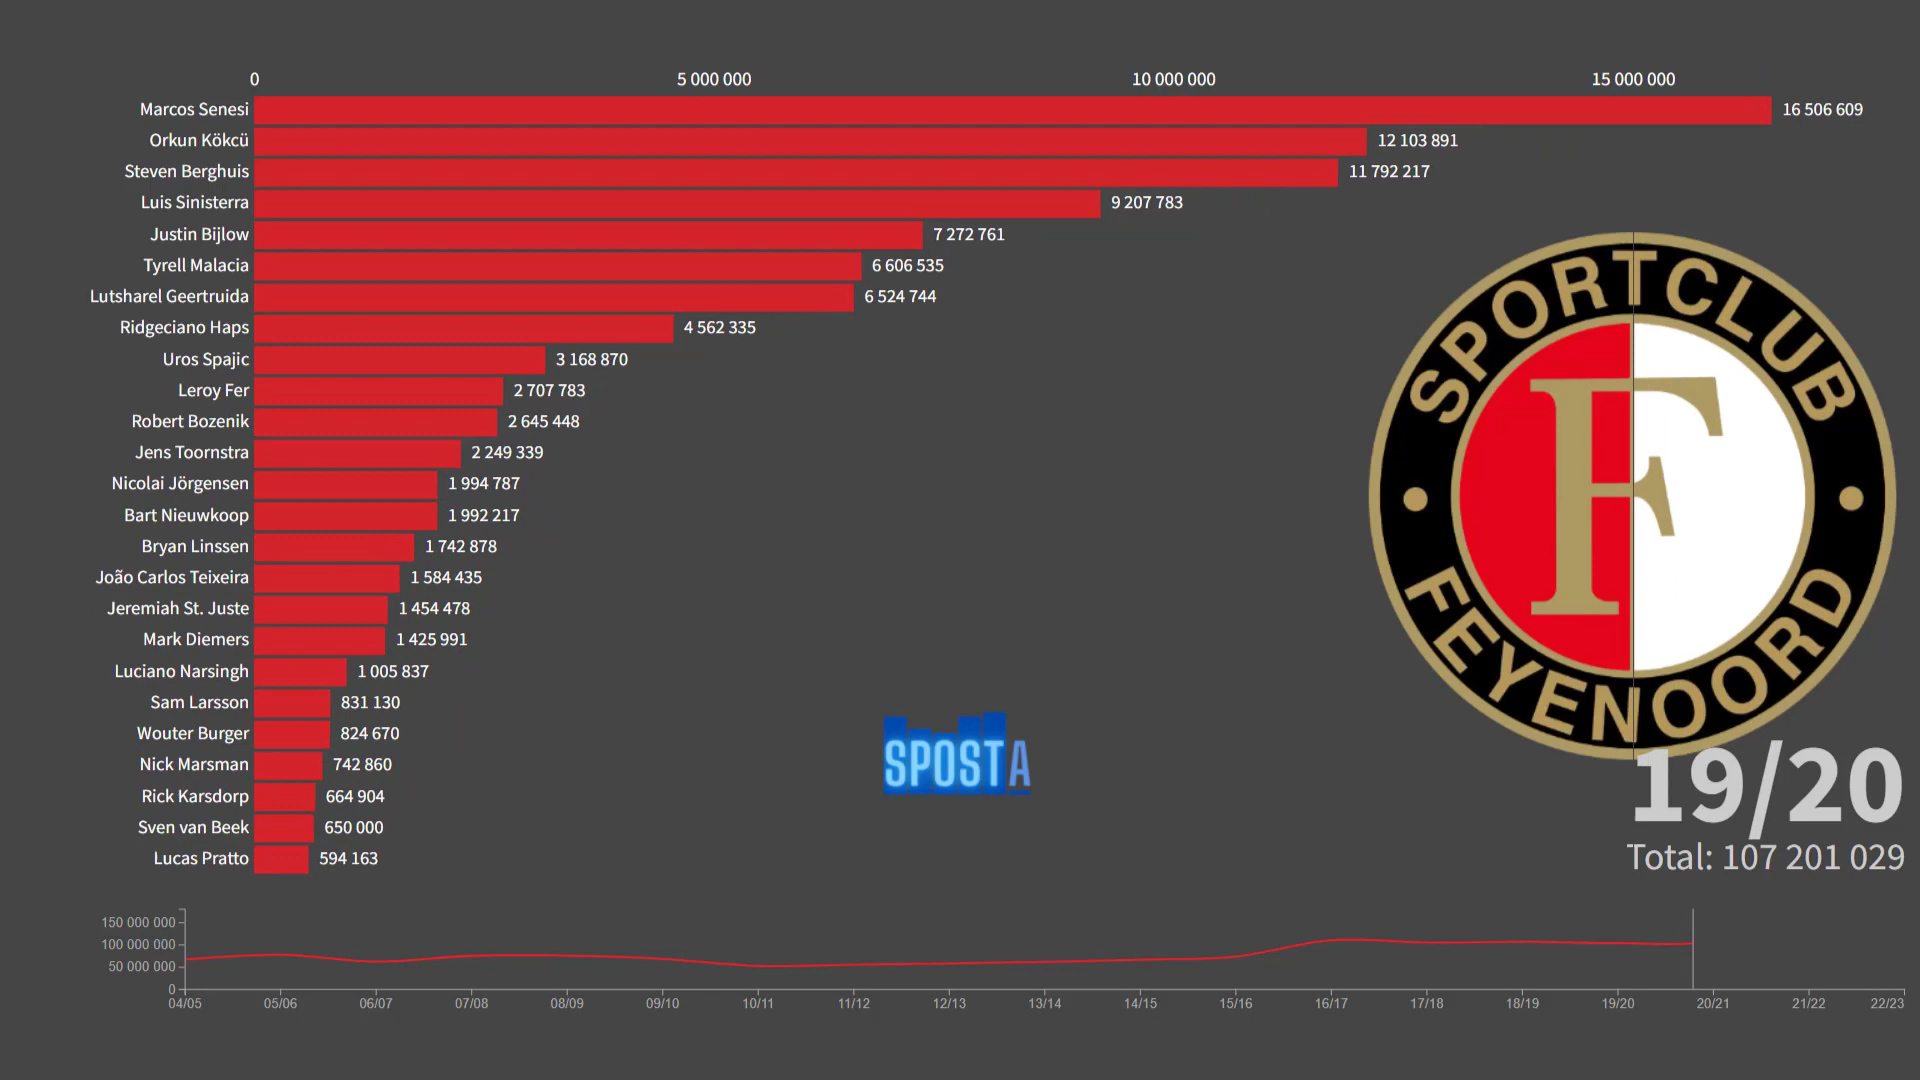 0 5 000 000 10 000 000 15 000 000
Marcos Senesi 16 506 609
Orkun Kökcü 12 103 891
Steven Berghuis 11 792 217
Luis Sinisterra 9 207 783
Justin Bijlow 7 272 761
Tyrell Malacia 6 606 535
Lutsharel Geertruida 6 524 744
Ridgeciano Haps 4 562 335
Uros Spajic 3 168 870
Leroy Fer 2 707 783
Robert Bozenik 2 645 448
Jens Toornstra 2 249 339
Nicolai Jörgensen 1 994 787
Bart Nieuwkoop 1 992 217
Bryan Linssen 1 742 878
João Carlos Teixeira 1 584 435
Jeremiah St. Juste 1 454 478
Mark Diemers 1 425 991
Luciano Narsingh 1 005 837
Sam Larsson 831 130
Wouter Burger 824 670
Nick Marsman 742 860
Rick Karsdorp 664 904
Sven van Beek 650 000
Lucas Pratto 594 163
SPORTCLUB
F
FEYENOORD
SPOSTA
19/20
Total: 107 201 029
150 000 000
100 000 000
50 000 000
0
04/05 05/06 06/07 07/08 08/09 09/10 10/11 11/12 12/13 13/14 14/15 15/16 16/17 17/18 18/19 19/20 20/21 21/22 22/23